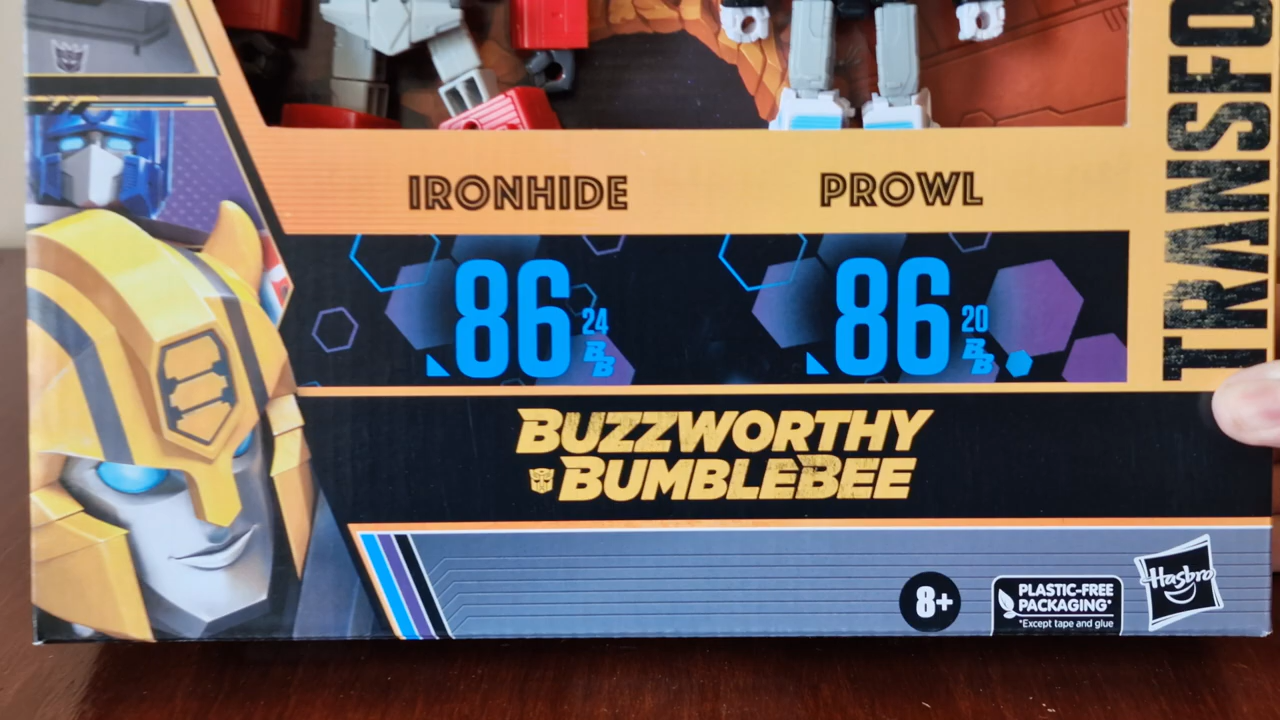 TRANSFO
IRONHIDE
PROWL
86 24 BB
86 20 BB
BUZZWORTHY
BUMBLEBEE
8+
PLASTIC-FREE
PACKAGING*
*Except tape and glue
Hasbro